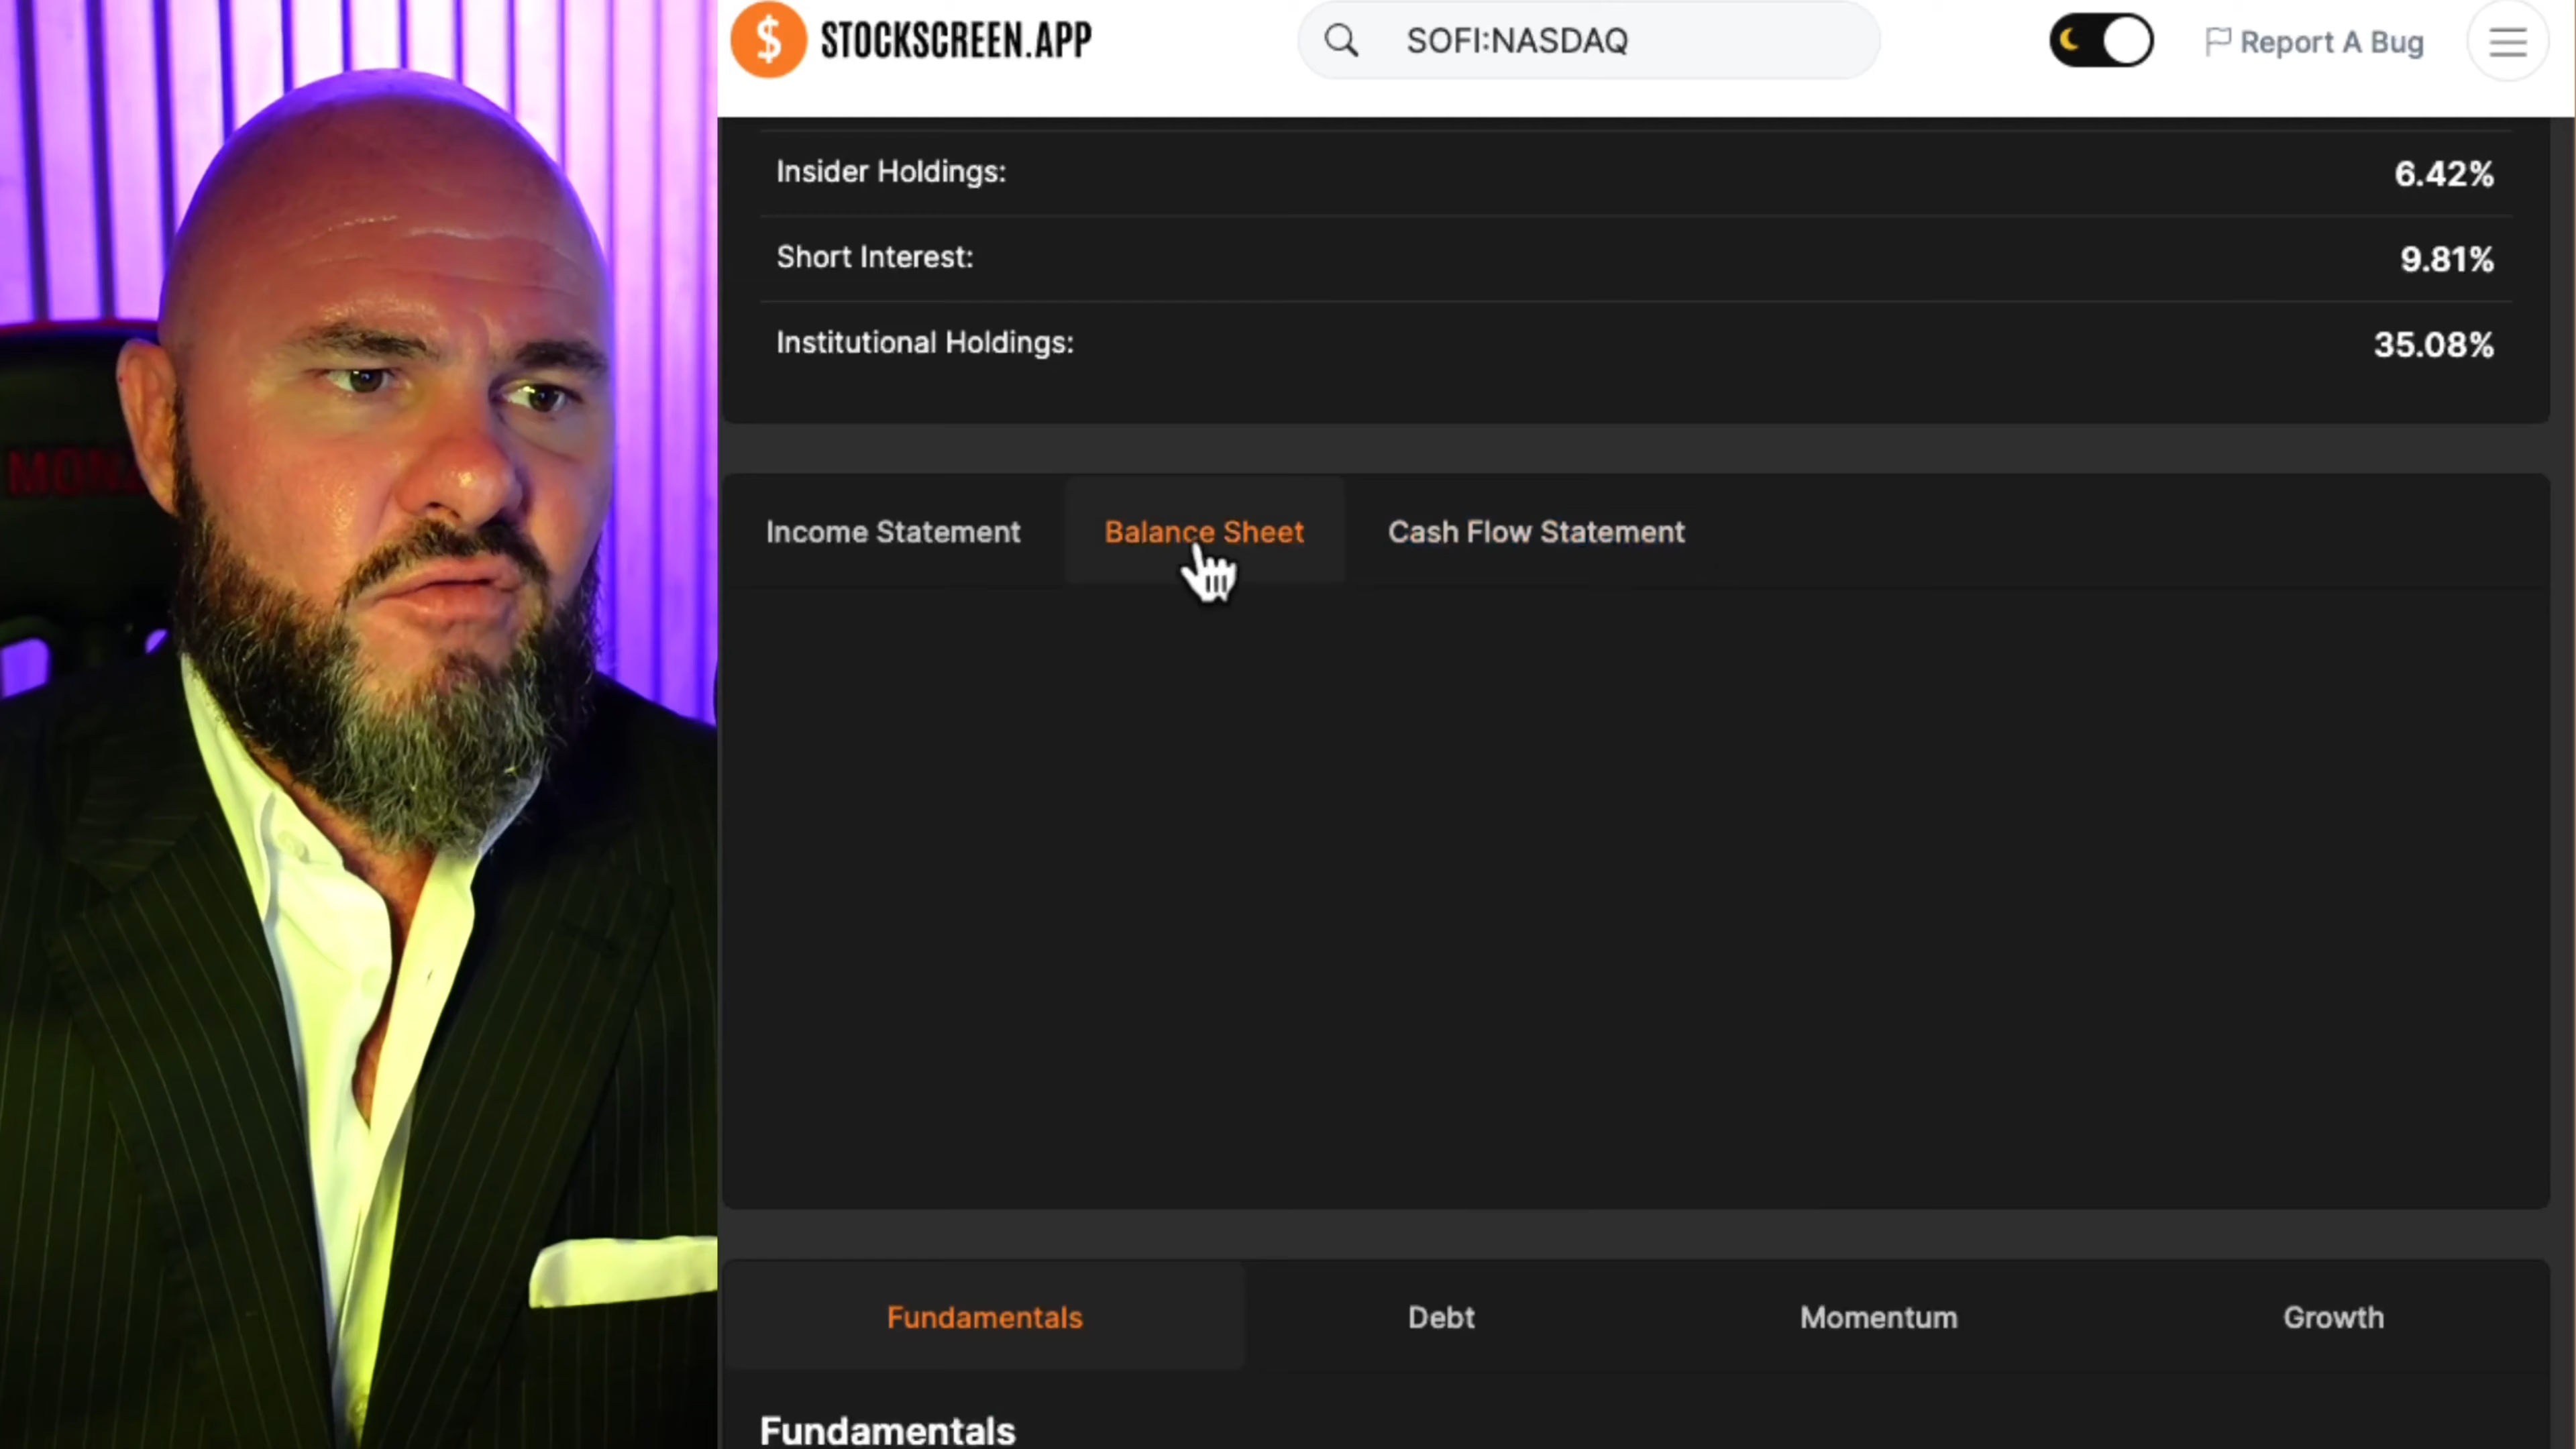 $ STOCKSCREEN.APP
SOFI:NASDAQ
Report A Bug
Insider Holdings: 6.42%
Short Interest: 9.81%
Institutional Holdings: 35.08%
Income Statement Balance Sheet Cash Flow Statement
Fundamentals Debt Momentum Growth
Fundamentals